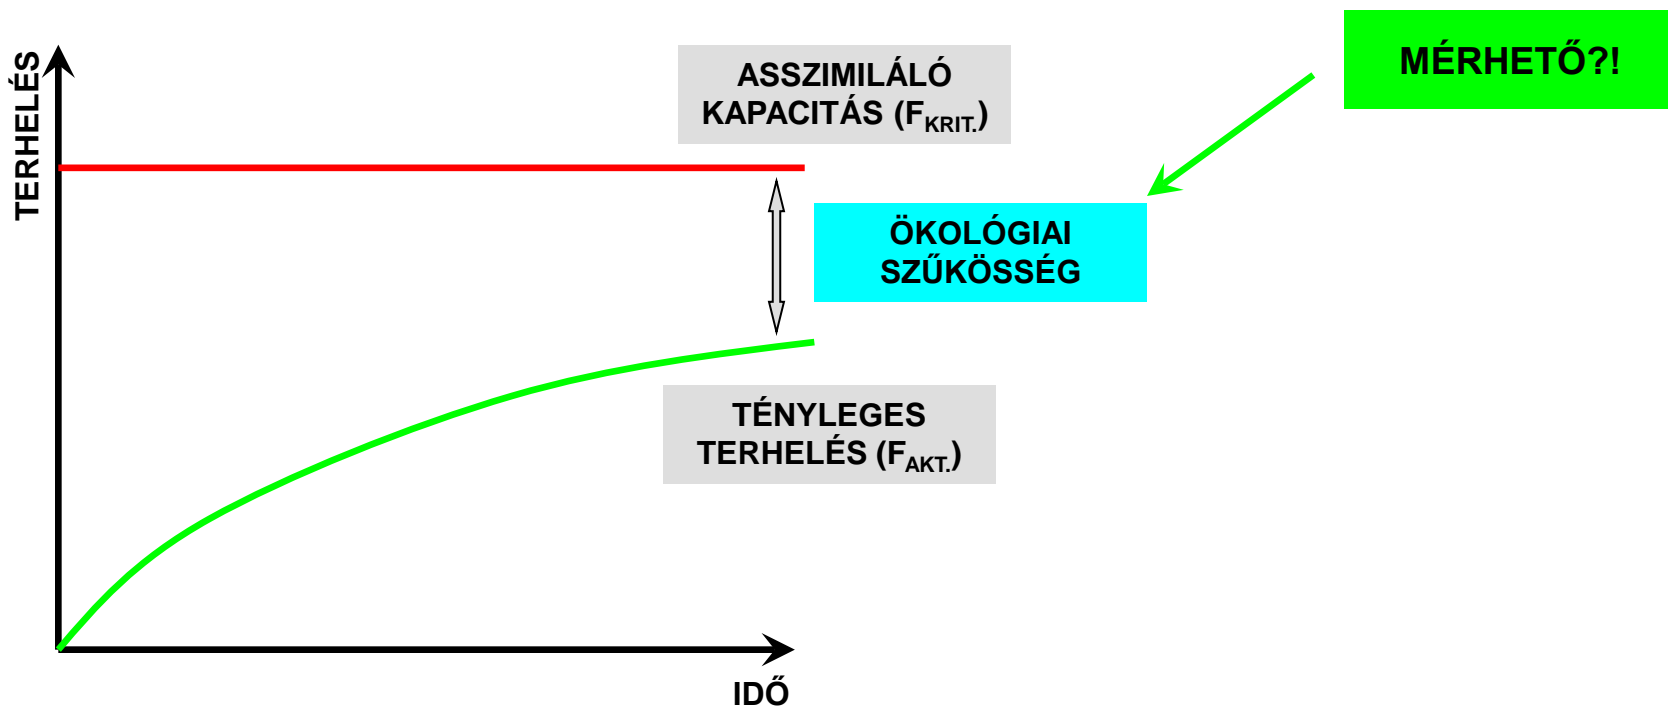 MÉRHETŐ?!
TERHELÉS
ASSZIMILÁLÓ
KAPACITÁS (FKRIT.)
ÖKOLÓGIAI
SZŰKÖSSÉG
TÉNYLEGES
TERHELÉS (FAKT.)
IDŐ